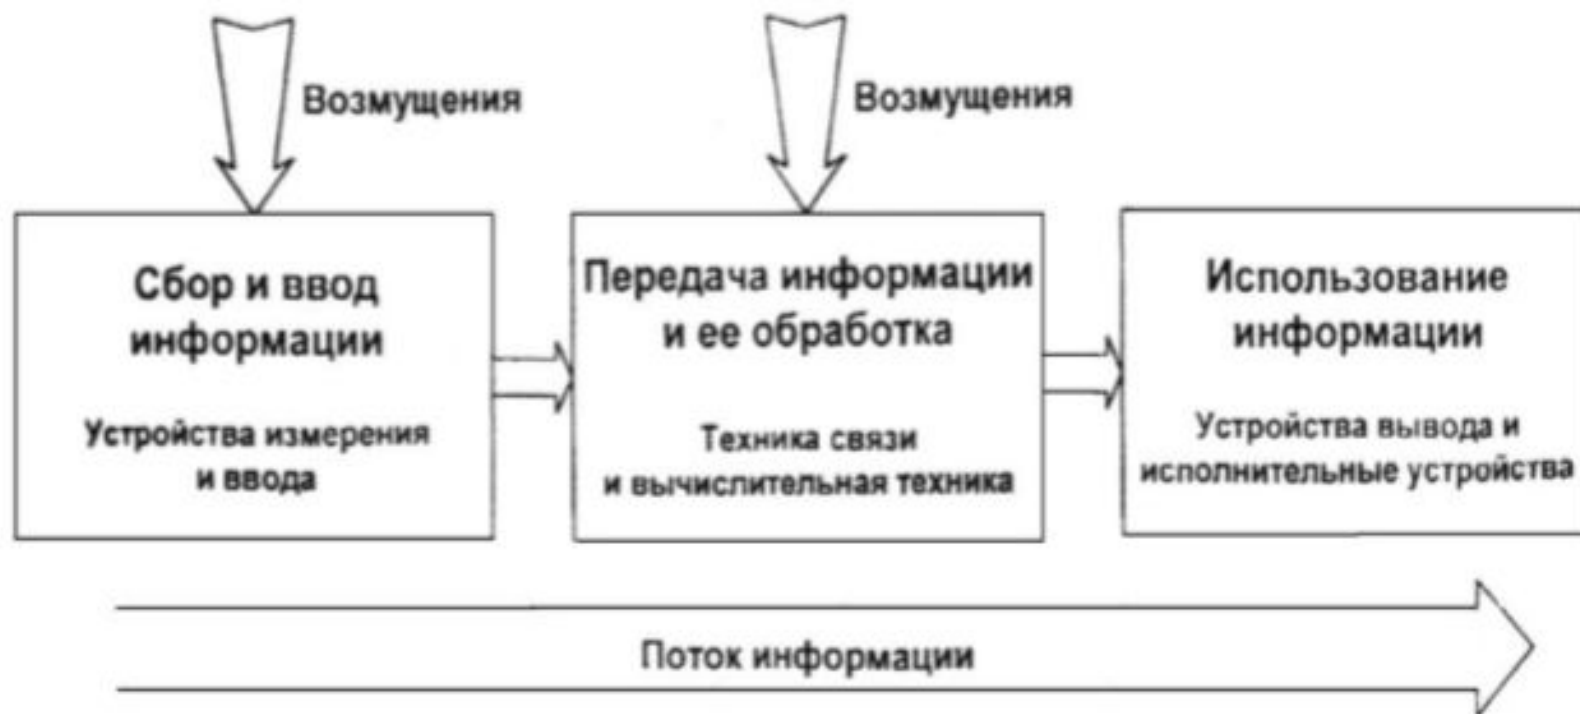 Возмущения
Возмущения
Сбор и ввод
информации
Устройства измерения
и ввода
Передача информации
и ее обработка
Техника связи
и вычислительная техника
Использование
информации
Устройства вывода и
исполнительные устройства
Поток информации